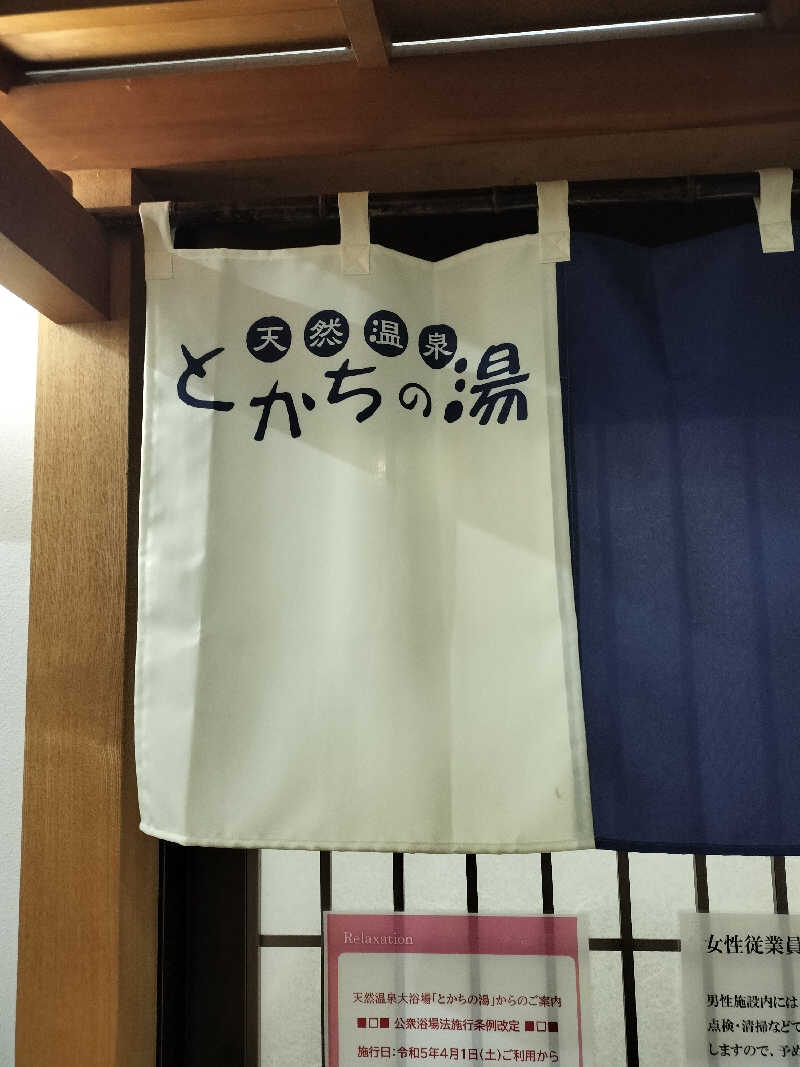 天然温泉
とかちの湯
Relaxation
天然温泉大浴場「とかちの湯」からのご案内
■□■ 公衆浴場法施行条例改定 ■□■
施行日：令和5年4月1日(土)ご利用から
女性従業員
男性施設内には
点検・清掃などで
しますので、予め